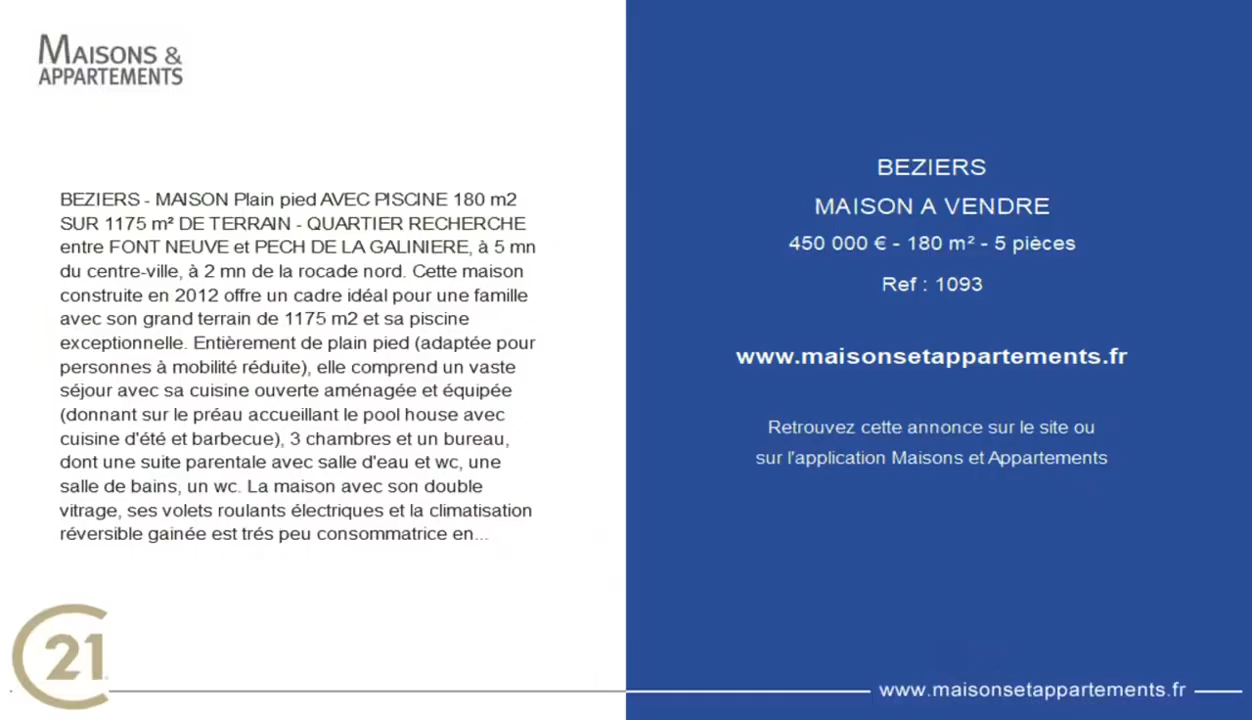 MAISONS &
APPARTEMENTS
BEZIERS - MAISON Plain pied AVEC PISCINE 180 m2
SUR 1175 m² DE TERRAIN - QUARTIER RECHERCHE
entre FONT NEUVE et PECH DE LA GALINIERE, à 5 mn
du centre-ville, à 2 mn de la rocade nord. Cette maison
construite en 2012 offre un cadre idéal pour une famille
avec son grand terrain de 1175 m2 et sa piscine
exceptionnelle. Entièrement de plain pied (adaptée pour
personnes à mobilité réduite), elle comprend un vaste
séjour avec sa cuisine ouverte aménagée et équipée
(donnant sur le préau accueillant le pool house avec
cuisine d'été et barbecue), 3 chambres et un bureau,
dont une suite parentale avec salle d'eau et wc, une
salle de bains, un wc. La maison avec son double
vitrage, ses volets roulants électriques et la climatisation
réversible gainée est trés peu consommatrice en...
C21
BEZIERS
MAISON A VENDRE
450 000 € - 180 m² - 5 pièces
Ref : 1093
www.maisonsetappartements.fr
Retrouvez cette annonce sur le site ou
sur l'application Maisons et Appartements
www.maisonsetappartements.fr